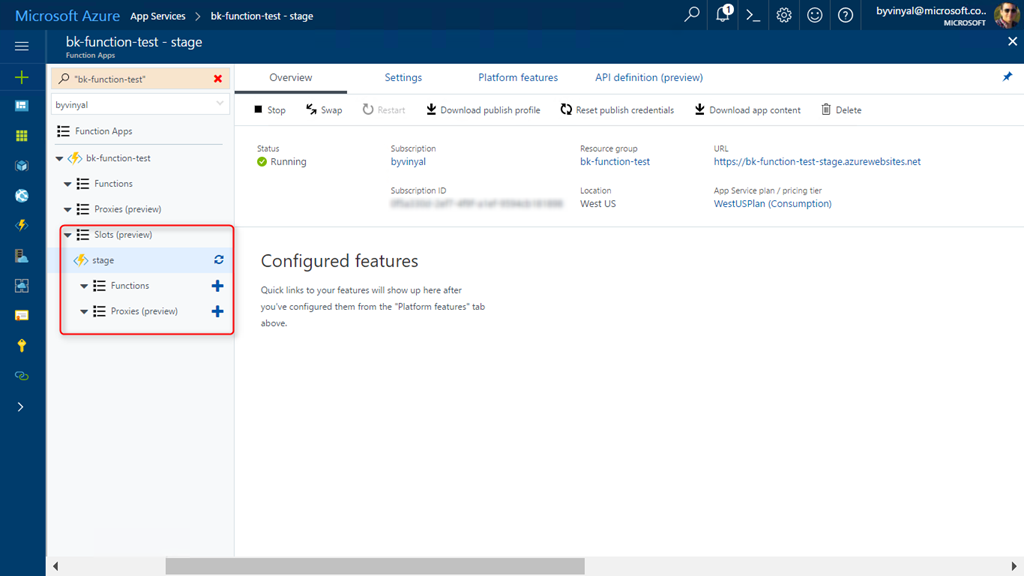 Microsoft Azure App Services > bk-function-test - stage
1
byvinyal@microsoft.co..
MICROSOFT
bk-function-test - stage
Function Apps
"bk-function-test"
byvinyal
Function Apps
bk-function-test
Functions
Proxies (preview)
Slots (preview)
stage
Functions
Proxies (preview)
Overview Settings Platform features API definition (preview)
Stop Swap Restart Download publish profile Reset publish credentials Download app content Delete
Status Subscription Resource group URL
Running byvinyal bk-function-test https://bk-function-test-stage.azurewebsites.net
Subscription ID Location App Service plan / pricing tier
West US WestUSPlan (Consumption)
Configured features
Quick links to your features will show up here after
you've configured them from the "Platform features" tab
above.